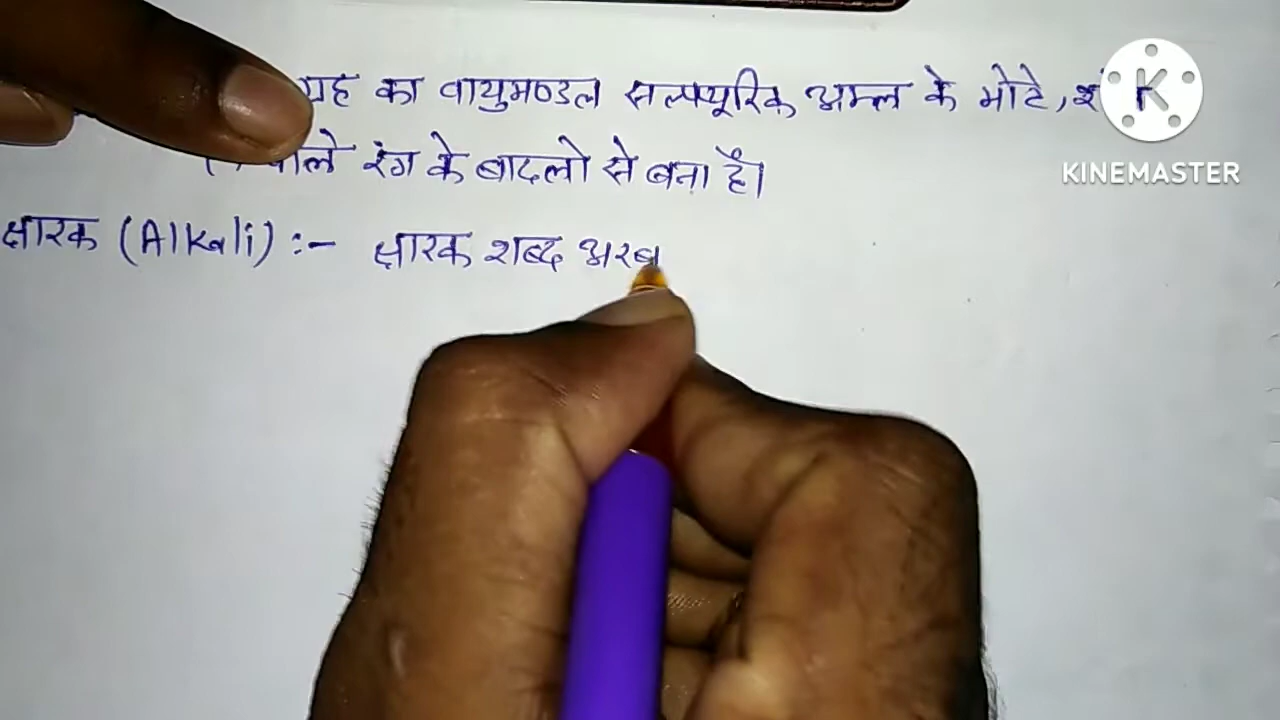 ग्रह का वायुमण्डल सल्फ्यूरिक अम्ल के मोटे,
रंग के बादलो से बना है।
क्षारक (Alkali) :- क्षारक शब्द अरब
KINEMASTER